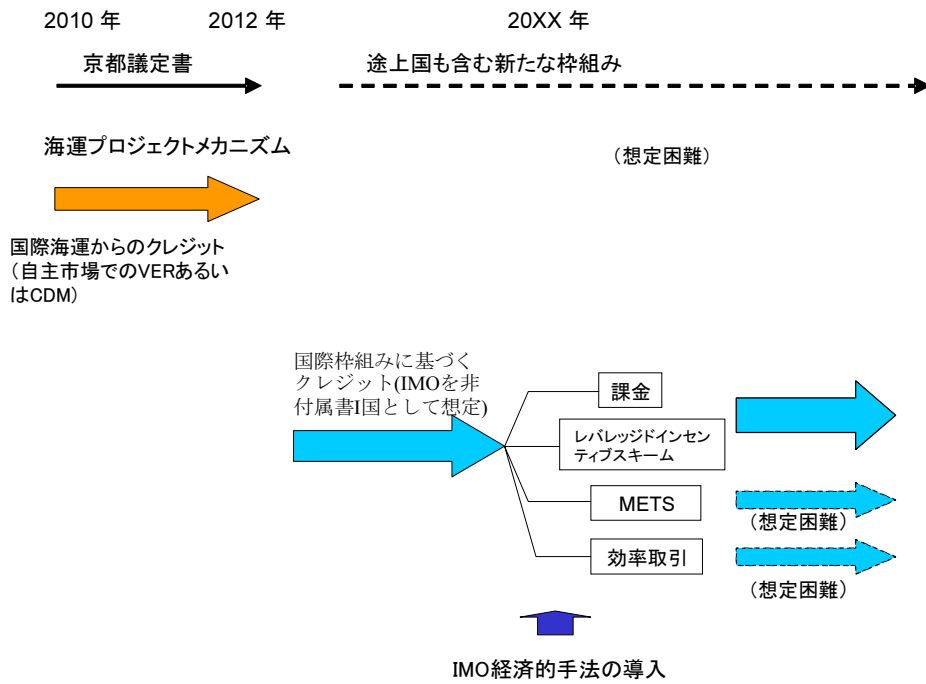 2010 年
2012 年
20XX 年
京都議定書
途上国も含む新たな枠組み
海運プロジェクトメカニズム
（想定困難）
国際海運からのクレジット
（自主市場でのVERあるい
はCDM）
国際枠組みに基づく
クレジット(IMOを非
付属書I国として想定)
課金
レバレッジドインセン
ティブスキーム
METS
（想定困難）
効率取引
（想定困難）
IMO経済的手法の導入